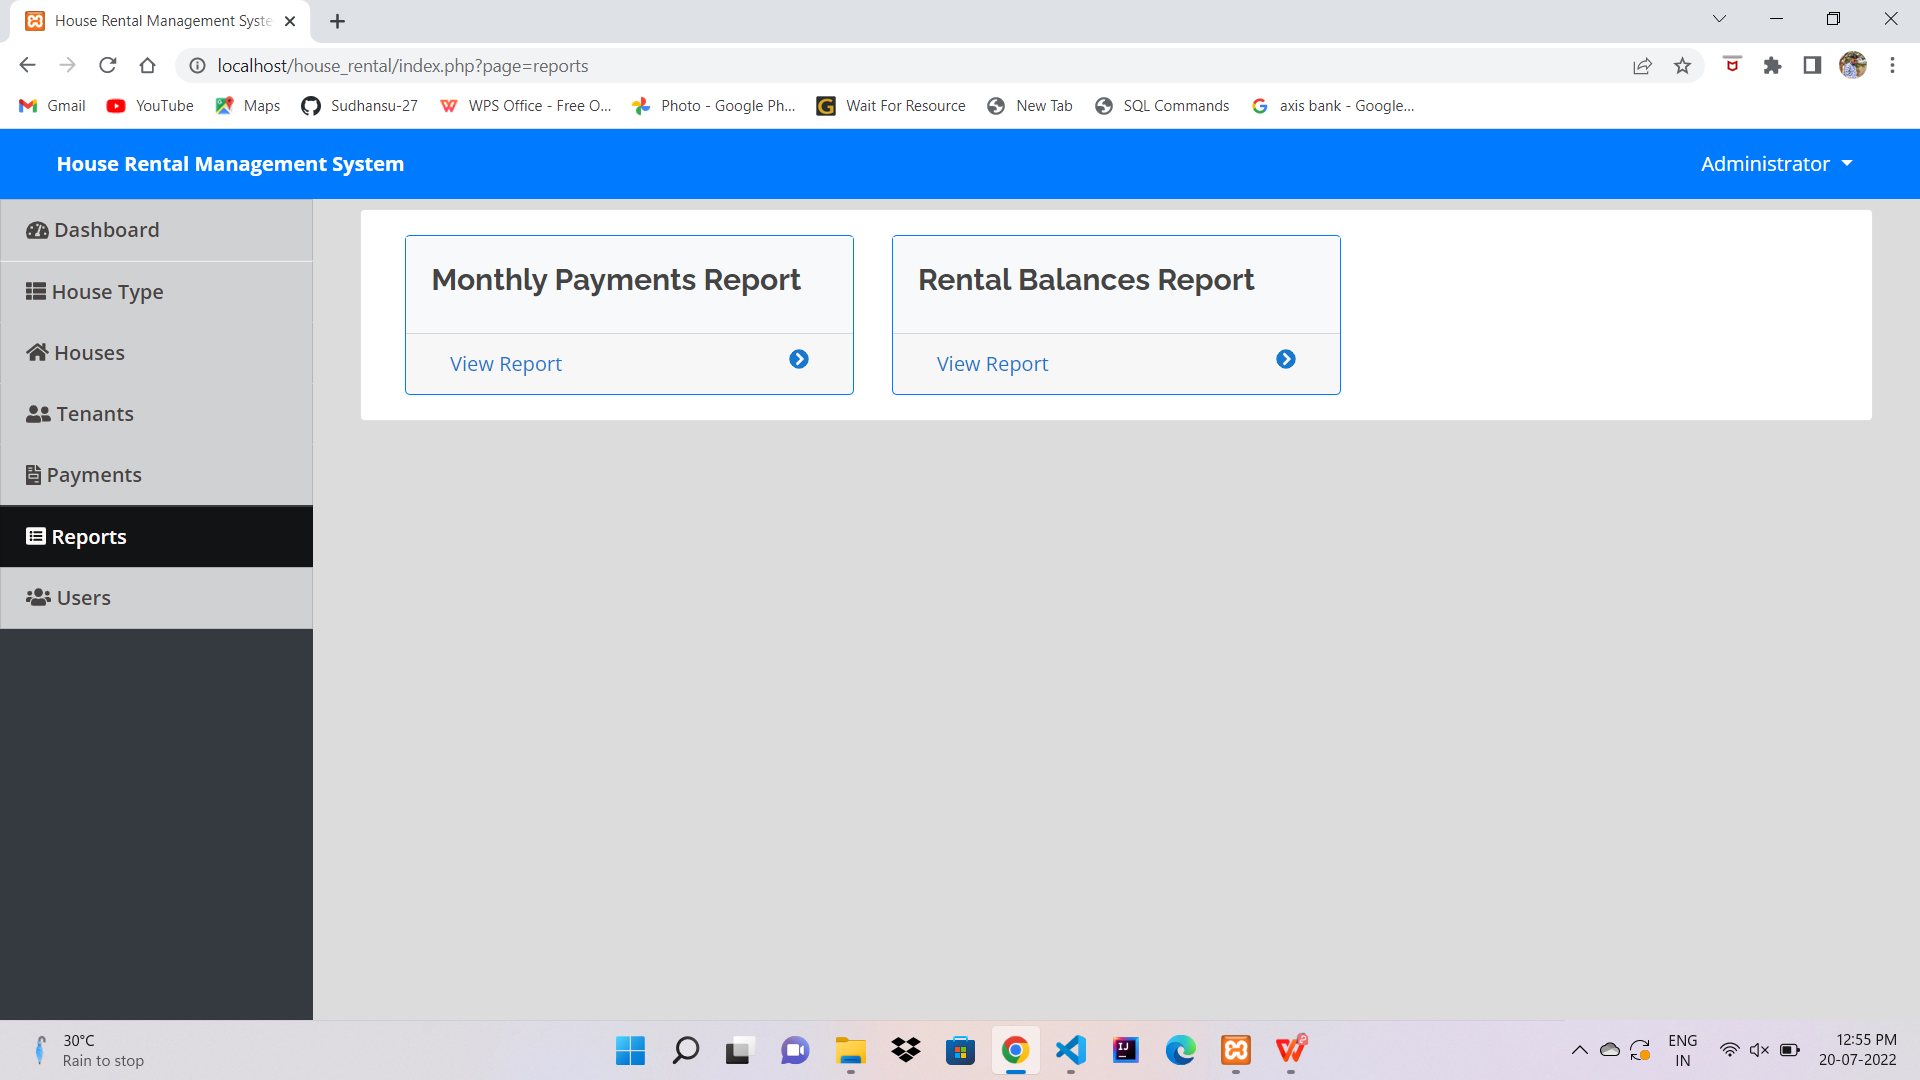 House Rental Management Syste
localhost/house_rental/index.php?page=reports
Gmail YouTube Maps Sudhansu-27 WPS Office - Free O... Photo - Google Ph... Wait For Resource New Tab SQL Commands axis bank - Google...
House Rental Management System
Administrator
Dashboard
House Type
Houses
Tenants
Payments
Reports
Users
Monthly Payments Report
View Report
Rental Balances Report
View Report
30°C
Rain to stop
ENG
IN
12:55 PM
20-07-2022